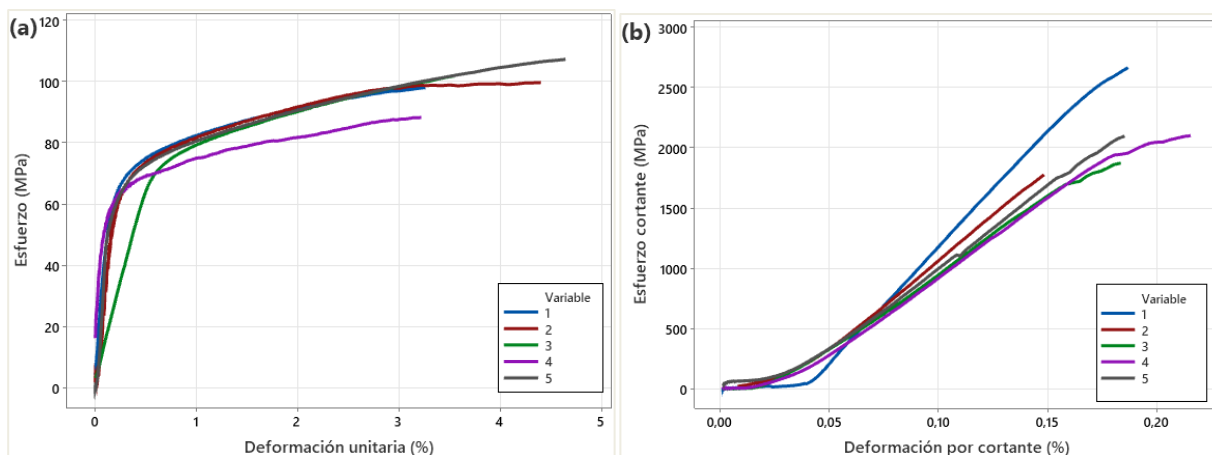 (a)
120
100
80
60
40
20
0
Esfuerzo (MPa)
0 1 2 3 4 5
Deformación unitaria (%)
Variable
1
2
3
4
5
(b)
3000
2500
2000
1500
1000
500
0
Esfuerzo cortante (MPa)
0,00 0,05 0,10 0,15 0,20
Deformación por cortante (%)
Variable
1
2
3
4
5